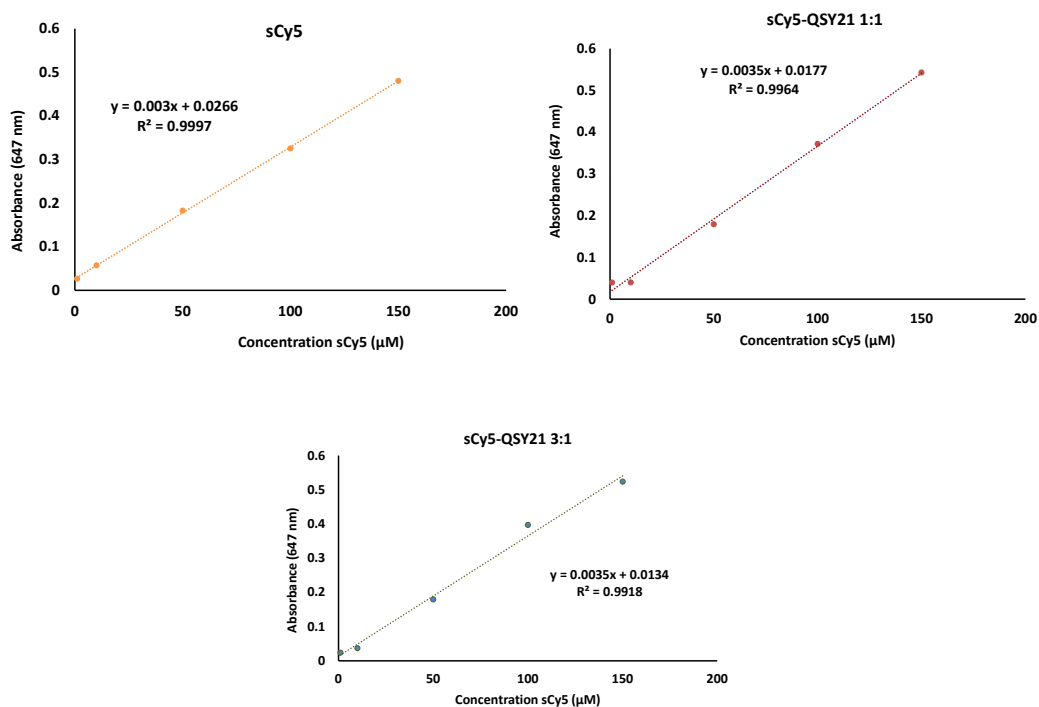 sCy5
y = 0.003x + 0.0266
R² = 0.9997
Absorbance (647 nm)
0.6
0.5
0.4
0.3
0.2
0.1
0
0 50 100 150 200
Concentration sCy5 (µM)
sCy5-QSY21 1:1
y = 0.0035x + 0.0177
R² = 0.9964
Absorbance (647 nm)
0.6
0.5
0.4
0.3
0.2
0.1
0
0 50 100 150 200
Concentration sCy5 (µM)
sCy5-QSY21 3:1
Absorbance (647 nm)
0.6
0.5
0.4
0.3
0.2
0.1
0
y = 0.0035x + 0.0134
R² = 0.9918
0 50 100 150 200
Concentration sCy5 (µM)